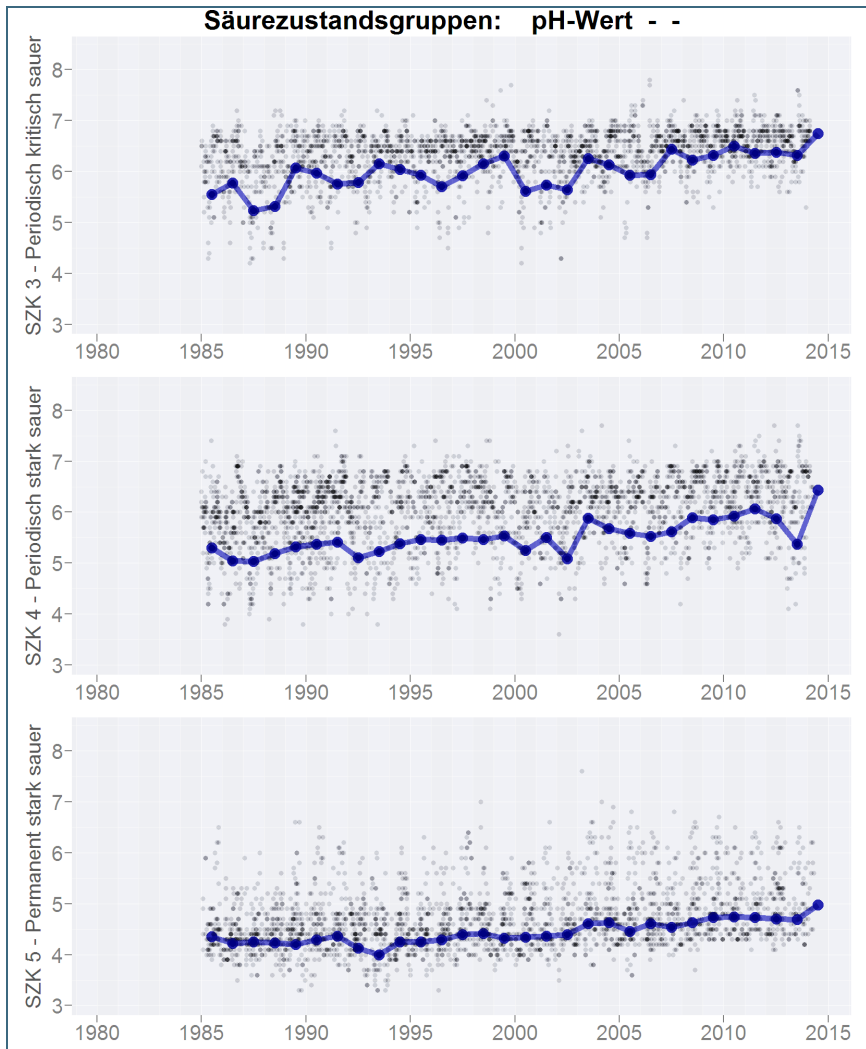 Säurezustandsgruppen: pH-Wert - -
SZK 3 - Periodisch kritisch sauer
8
7
6
5
4
3
1980 1985 1990 1995 2000 2005 2010 2015
SZK 4 - Periodisch stark sauer
8
7
6
5
4
3
1980 1985 1990 1995 2000 2005 2010 2015
SZK 5 - Permanent stark sauer
8
7
6
5
4
3
1980 1985 1990 1995 2000 2005 2010 2015